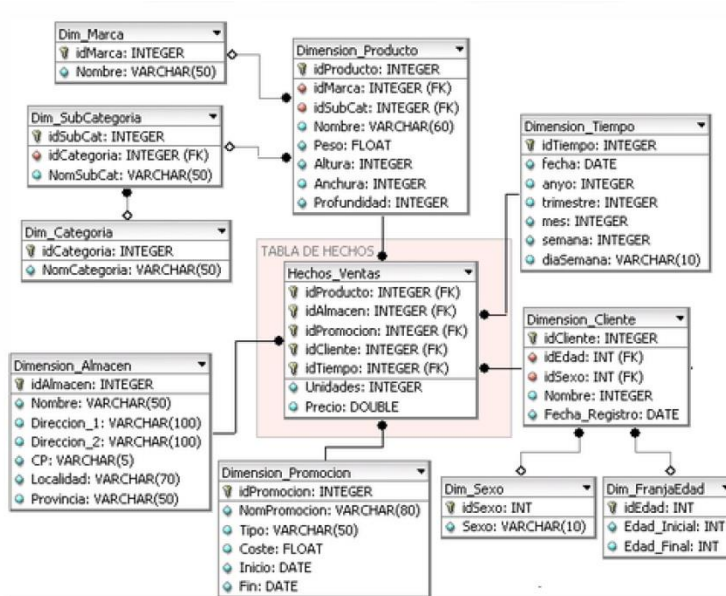 Dim_Marca
idMarca: INTEGER
Nombre: VARCHAR(50)
Dim_SubCategoria
idSubCat: INTEGER
idCategoria: INTEGER (FK)
NomSubCat: VARCHAR(50)
Dim_Categoria
idCategoria: INTEGER
NomCategoria: VARCHAR(50)
Dimension_Producto
idProducto: INTEGER
idMarca: INTEGER (FK)
idSubCat: INTEGER (FK)
Nombre: VARCHAR(60)
Peso: FLOAT
Altura: INTEGER
Anchura: INTEGER
Profundidad: INTEGER
Dimension_Tiempo
idTiempo: INTEGER
fecha: DATE
anyo: INTEGER
trimestre: INTEGER
mes: INTEGER
semana: INTEGER
diaSemana: VARCHAR(10)
TABLA DE HECHOS
Hechos_Ventas
idProducto: INTEGER (FK)
idAlmacen: INTEGER (FK)
idPromocion: INTEGER (FK)
idCliente: INTEGER (FK)
idTiempo: INTEGER (FK)
Unidades: INTEGER
Precio: DOUBLE
Dimension_Cliente
idCliente: INTEGER
idEdad: INT (FK)
idSexo: INT (FK)
Nombre: INTEGER
Fecha_Registro: DATE
Dimension_Almacen
idAlmacen: INTEGER
Nombre: VARCHAR(50)
Direccion_1: VARCHAR(100)
Direccion_2: VARCHAR(100)
CP: VARCHAR(5)
Localidad: VARCHAR(70)
Provincia: VARCHAR(50)
Dimension_Promocion
idPromocion: INTEGER
NomPromocion: VARCHAR(80)
Tipo: VARCHAR(50)
Coste: FLOAT
Inicio: DATE
Fin: DATE
Dim_Sexo
idSexo: INT
Sexo: VARCHAR(10)
Dim_FranjaEdad
idEdad: INT
Edad_Inicial: INT
Edad_Final: INT